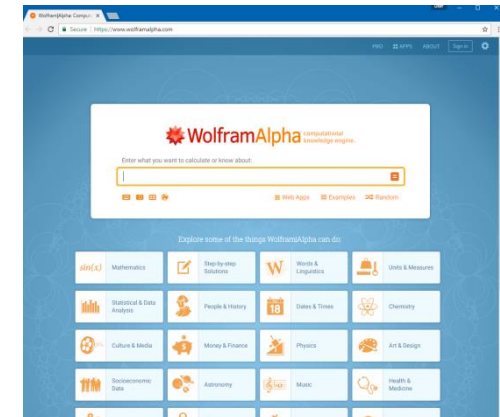 WolframAlpha: Comput
Secure | https://www.wolframalpha.com
PRO APPS ABOUT Sign in
WolframAlpha computational knowledge engine.
Enter what you want to calculate or know about.
Web Apps Examples Random
Explore some of the things WolframAlpha can do:
sin(x) Mathematics
Step-by-step Solutions
W Words & Linguistics
Units & Measures
Statistical & Data Analysis
People & History
18 Dates & Times
Chemistry
Culture & Media
Money & Finance
Physics
Art & Design
Socioeconomic Data
Astronomy
Music
Health & Medicine